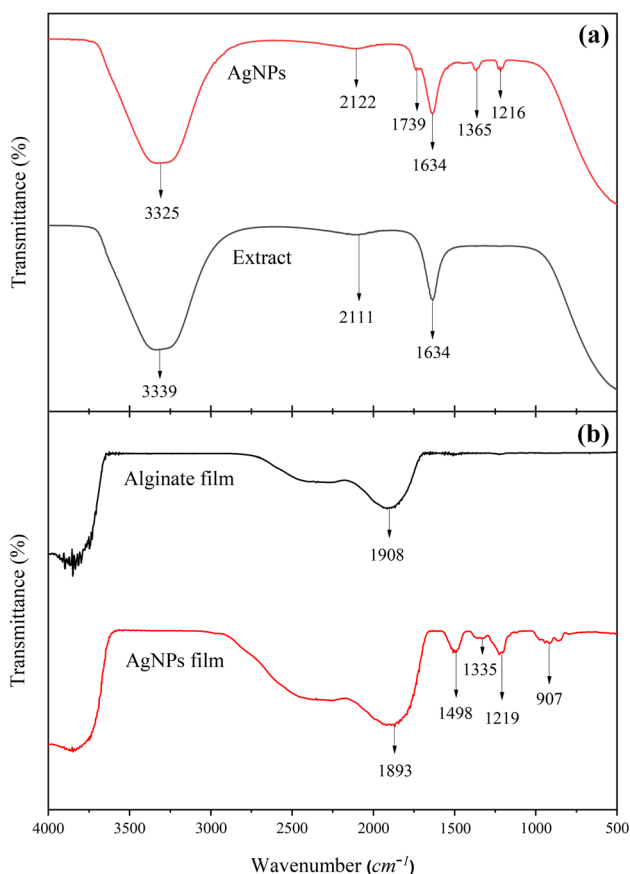 (a)
AgNPs
2122
1739
1365
1216
1634
3325
Extract
2111
1634
3339
Transmittance (%)
(b)
Alginate film
1908
AgNPs film
1335
1498
1219
907
1893
Transmittance (%)
4000 3500 3000 2500 2000 1500 1000 500
Wavenumber (cm⁻¹)